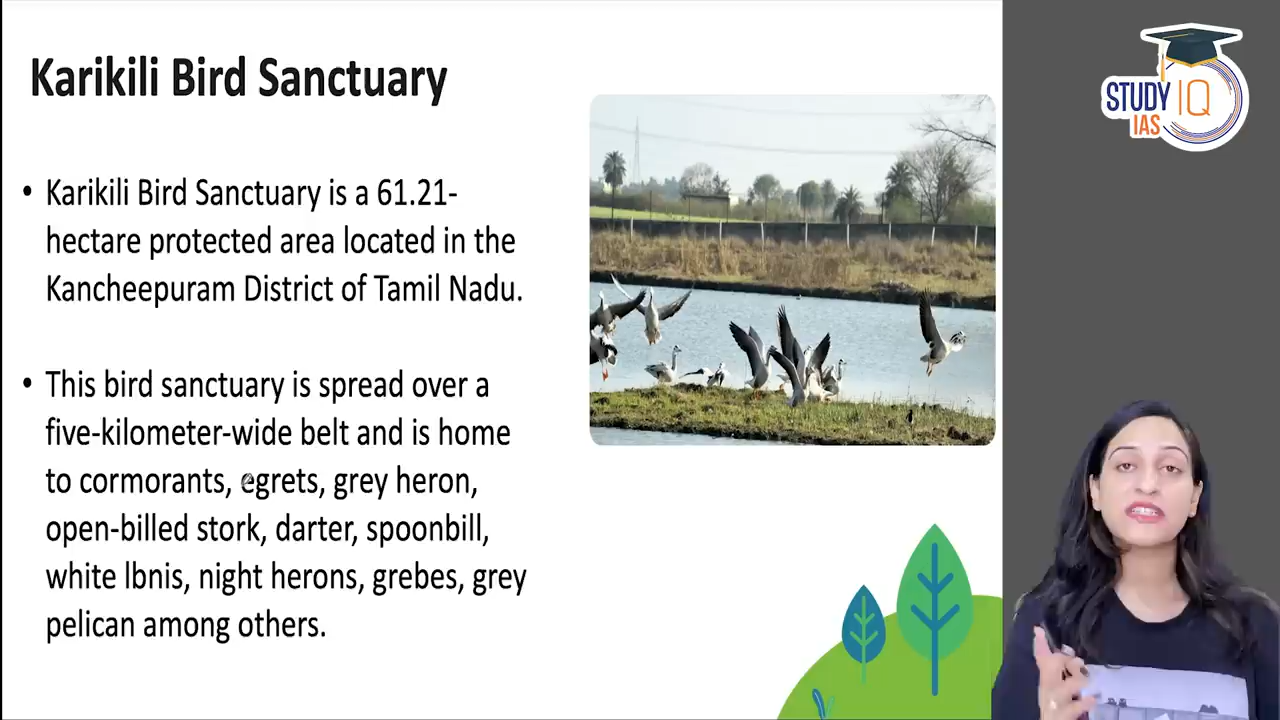 Karikili Bird Sanctuary
• Karikili Bird Sanctuary is a 61.21-
hectare protected area located in the
Kancheepuram District of Tamil Nadu.
• This bird sanctuary is spread over a
five-kilometer-wide belt and is home
to cormorants, egrets, grey heron,
open-billed stork, darter, spoonbill,
white lbnis, night herons, grebes, grey
pelican among others.
STUDY IQ
IAS